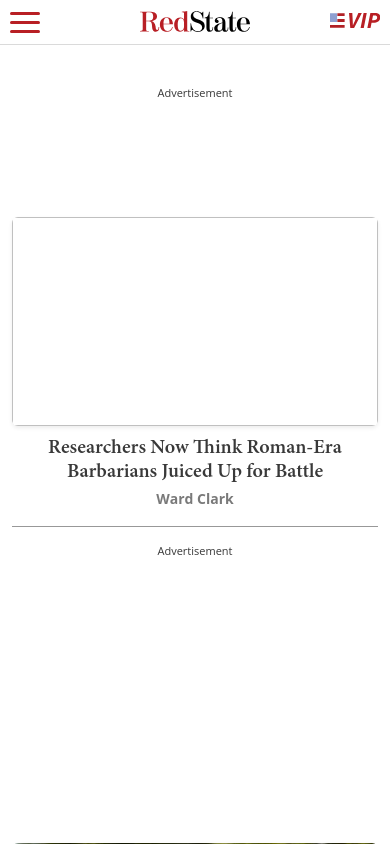 RedState
VIP
Advertisement
Researchers Now Think Roman-Era
Barbarians Juiced Up for Battle
Ward Clark
Advertisement